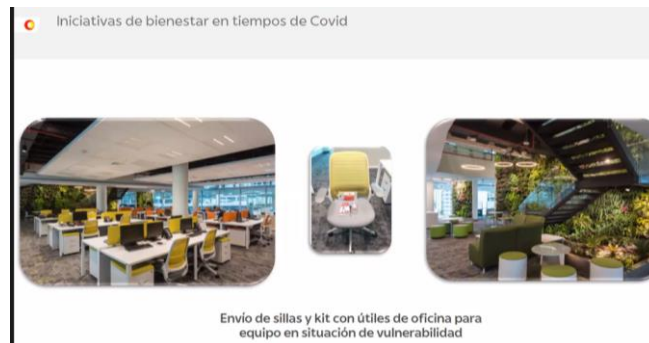 Iniciativas de bienestar en tiempos de Covid
Envío de sillas y kit con útiles de oficina para
equipo en situación de vulnerabilidad